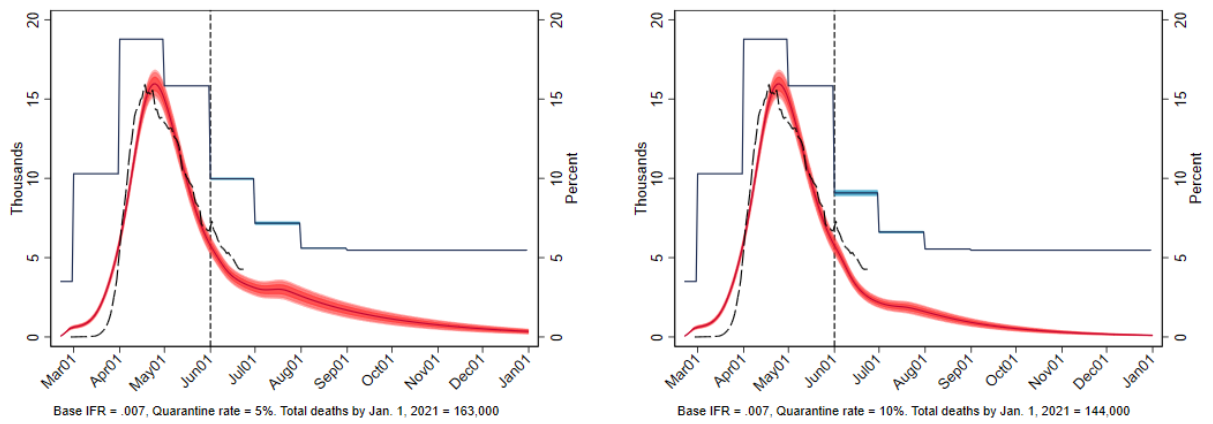 20
15
10
5
0
Thousands
20
15
10
5
0
Percent
Mar01 Apr01 May01 Jun01 Jul01 Aug01 Sep01 Oct01 Nov01 Dec01 Jan01
Base IFR = .007, Quarantine rate = 5%. Total deaths by Jan. 1, 2021 = 163,000
20
15
10
5
0
Thousands
20
15
10
5
0
Percent
Mar01 Apr01 May01 Jun01 Jul01 Aug01 Sep01 Oct01 Nov01 Dec01 Jan01
Base IFR = .007, Quarantine rate = 10%. Total deaths by Jan. 1, 2021 = 144,000